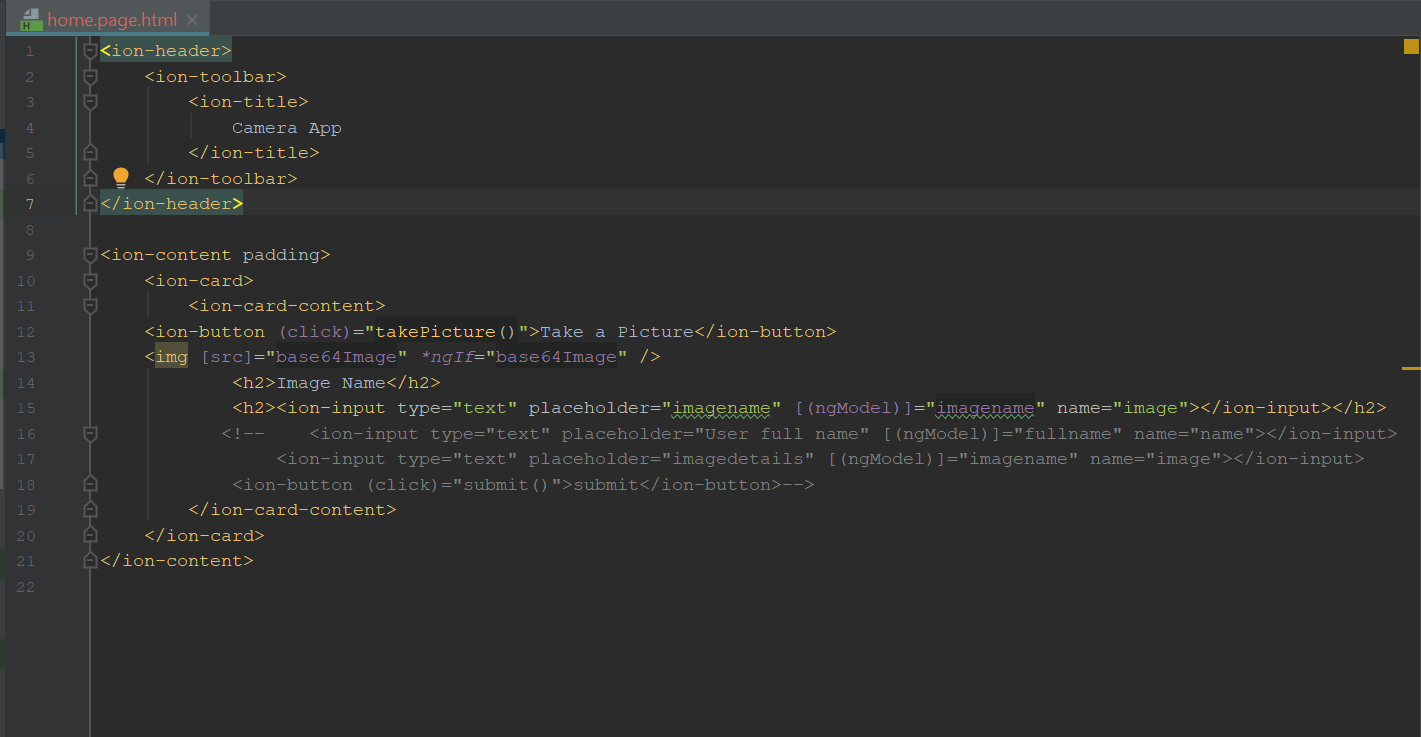 home.page.html
1 <ion-header>
2 <ion-toolbar>
3 <ion-title>
4 Camera App
5 </ion-title>
6 </ion-toolbar>
7 </ion-header>
8
9 <ion-content padding>
10 <ion-card>
11 <ion-card-content>
12 <ion-button (click)="takePicture()">Take a Picture</ion-button>
13 <img [src]="base64Image" *ngIf="base64Image" />
14 <h2>Image Name</h2>
15 <h2><ion-input type="text" placeholder="imagename" [(ngModel)]="imagename" name="image"></ion-input></h2>
16 <!-- <ion-input type="text" placeholder="User full name" [(ngModel)]="fullname" name="name"></ion-input>
17 <ion-input type="text" placeholder="imagedetails" [(ngModel)]="imagename" name="image"></ion-input>
18 <ion-button (click)="submit()">submit</ion-button>-->
19 </ion-card-content>
20 </ion-card>
21 </ion-content>
22